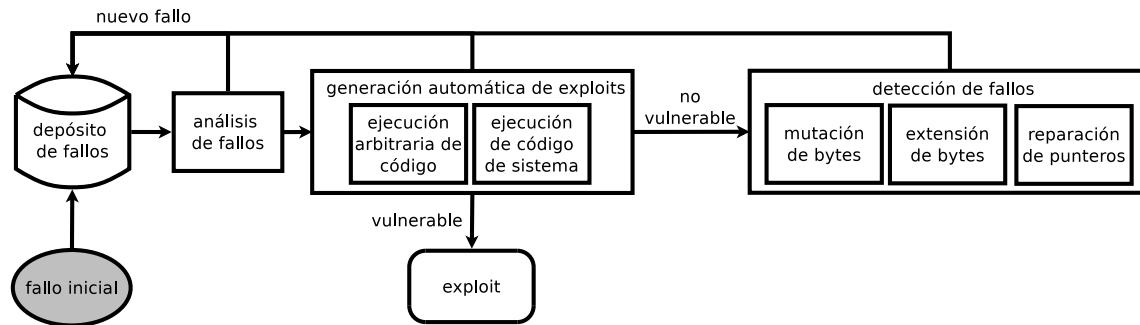 nuevo fallo
depósito
de fallos
análisis
de fallos
generación automática de exploits
ejecución
arbitraria de
código
ejecución
de código
de sistema
no
vulnerable
detección de fallos
mutación
de bytes
extensión
de bytes
reparación
de punteros
vulnerable
fallo inicial
exploit